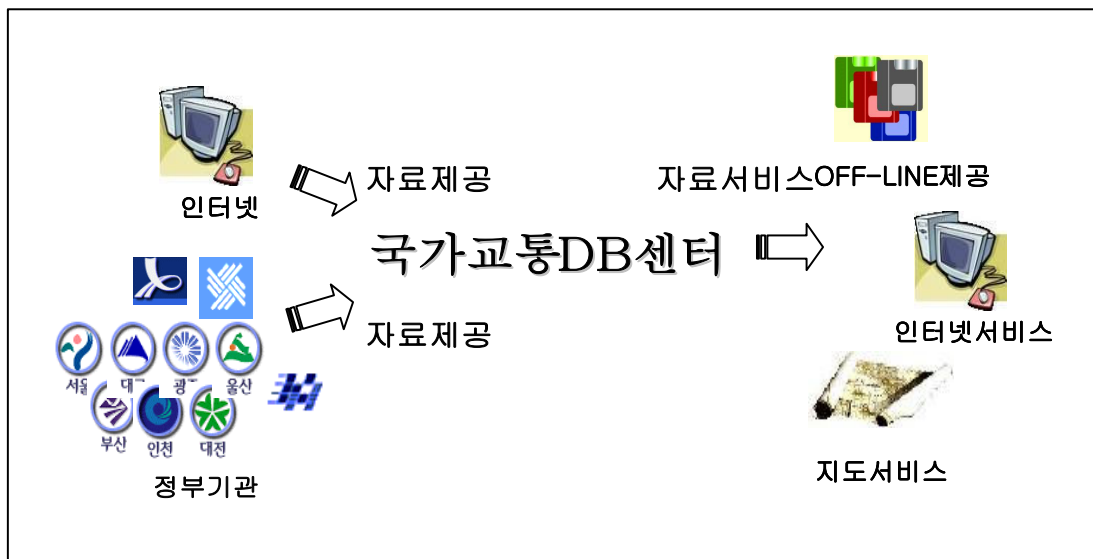 인터넷
자료제공
자료서비스OFF-LINE제공
국가교통DB센터
인터넷서비스
자료제공
서울
울산
부산
인천
대전
정부기관
지도서비스